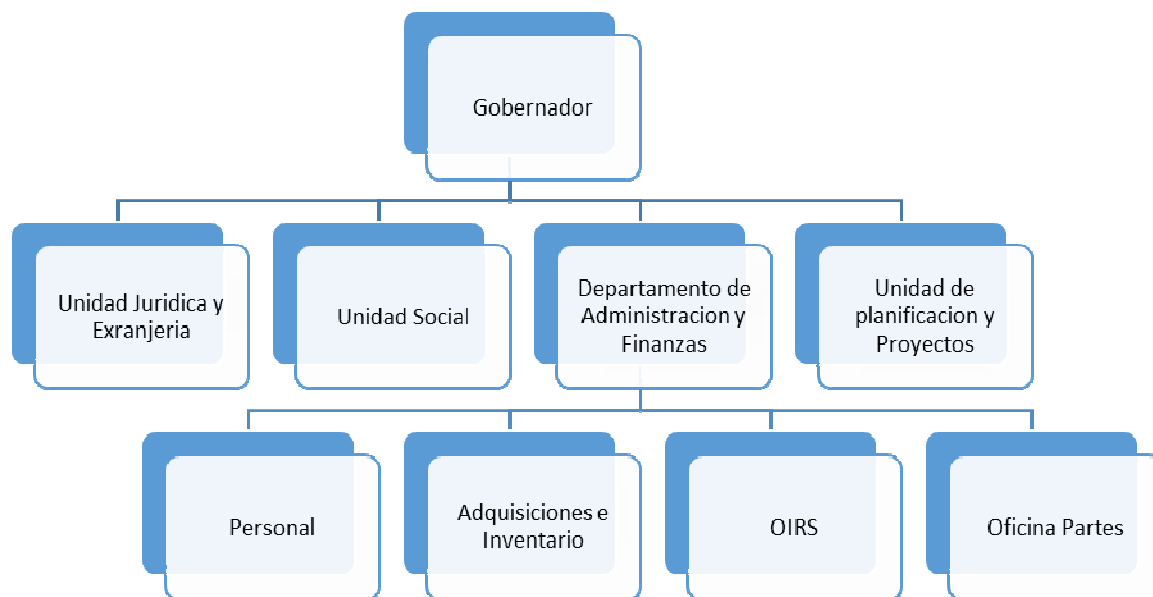 Gobernador
Unidad Juridica y
Exranjeria
Unidad Social
Departamento de
Administracion y
Finanzas
Unidad de
planificacion y
Proyectos
Personal
Adquisiciones e
Inventario
OIRS
Oficina Partes